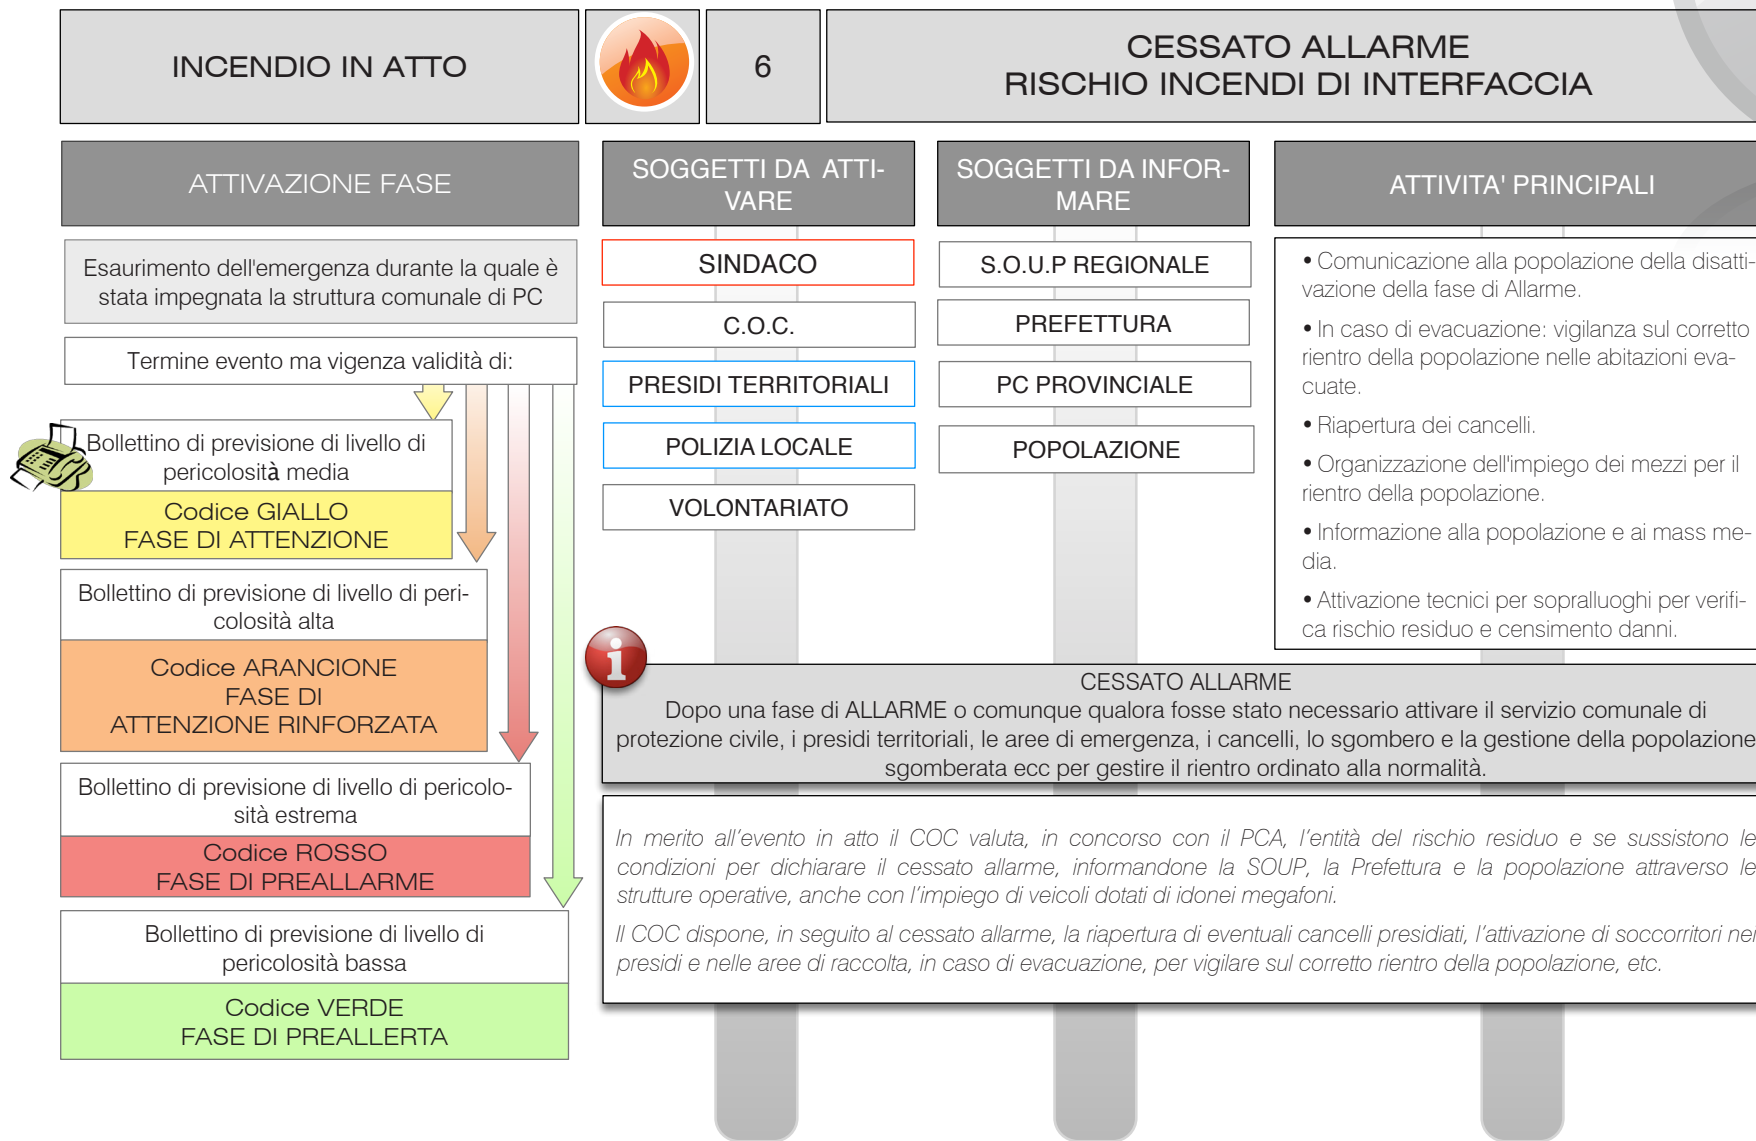 INCENDIO IN ATTO
6
CESSATO ALLARME
RISCHIO INCENDI DI INTERFACCIA
ATTIVAZIONE FASE
Esaurimento dell'emergenza durante la quale è
stata impegnata la struttura comunale di PC
Termine evento ma vigenza validità di:
Bollettino di previsione di livello di
pericolosità media
Codice GIALLO
FASE DI ATTENZIONE
Bollettino di previsione di livello di peri-
colosità alta
Codice ARANCIONE
FASE DI
ATTENZIONE RINFORZATA
Bollettino di previsione di livello di pericolo-
sità estrema
Codice ROSSO
FASE DI PREALLARME
Bollettino di previsione di livello di
pericolosità bassa
Codice VERDE
FASE DI PREALLERTA
SOGGETTI DA ATTI-
VARE
SINDACO
C.O.C.
PRESIDI TERRITORIALI
POLIZIA LOCALE
VOLONTARIATO
SOGGETTI DA INFOR-
MARE
S.O.U.P REGIONALE
PREFETTURA
PC PROVINCIALE
POPOLAZIONE
ATTIVITA' PRINCIPALI
• Comunicazione alla popolazione della disatti-
vazione della fase di Allarme.
• In caso di evacuazione: vigilanza sul corretto
rientro della popolazione nelle abitazioni eva-
cuate.
• Riapertura dei cancelli.
• Organizzazione dell'impiego dei mezzi per il
rientro della popolazione.
• Informazione alla popolazione e ai mass me-
dia.
• Attivazione tecnici per sopralluoghi per verifi-
ca rischio residuo e censimento danni.
i
CESSATO ALLARME
Dopo una fase di ALLARME o comunque qualora fosse stato necessario attivare il servizio comunale di
protezione civile, i presidi territoriali, le aree di emergenza, i cancelli, lo sgombero e la gestione della popolazione
sgomberata ecc per gestire il rientro ordinato alla normalità.
In merito all'evento in atto il COC valuta, in concorso con il PCA, l'entità del rischio residuo e se sussistono le
condizioni per dichiarare il cessato allarme, informandone la SOUP, la Prefettura e la popolazione attraverso le
strutture operative, anche con l'impiego di veicoli dotati di idonei megafoni.
Il COC dispone, in seguito al cessato allarme, la riapertura di eventuali cancelli presidiati, l'attivazione di soccorritori nei
presidi e nelle aree di raccolta, in caso di evacuazione, per vigilare sul corretto rientro della popolazione, etc.